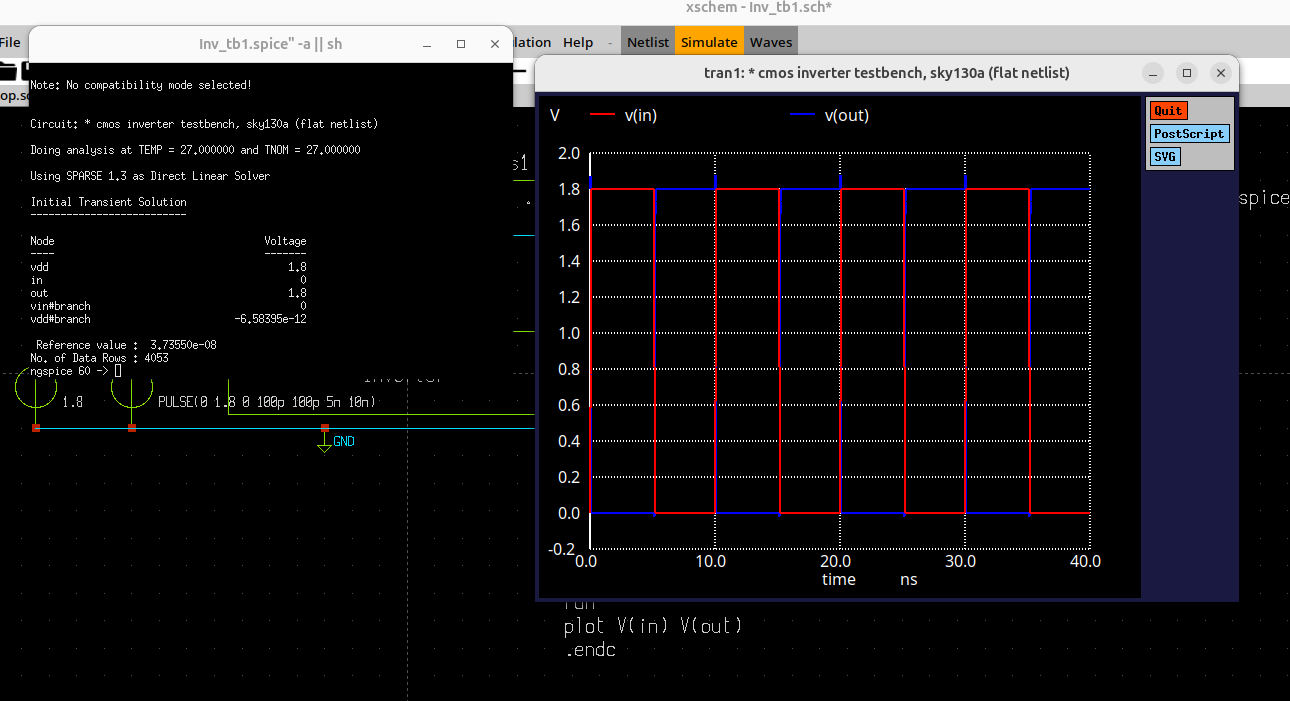 xschem - Inv_tb1.sch*
File
Help
-
Netlist
Simulate
Waves
Inv_tb1.spice" -a || sh
Note: No compatibility mode selected!
Circuit: * cmos inverter testbench, sky130a (flat netlist)
Doing analysis at TEMP = 27.000000 and TNOM = 27.000000
Using SPARSE 1.3 as Direct Linear Solver
Initial Transient Solution
--------------------------
Node Voltage
---- -------
vdd 1.8
in 0
out 1.8
vin#branch 0
vdd#branch -6.58395e-12
Reference value : 3.73550e-08
No. of Data Rows : 4053
ngspice 60 ->
1.8
PULSE(0 1.8 0 100p 100p 5n 10n)
GND
tran1: * cmos inverter testbench, sky130a (flat netlist)
V v(in) v(out)
Quit
PostScript
SVG
2.0
1.8
1.6
1.4
1.2
1.0
0.8
0.6
0.4
0.2
0.0
-0.2
0.0 10.0 20.0 30.0 40.0
time ns
spice
plot V(in) V(out)
.endc